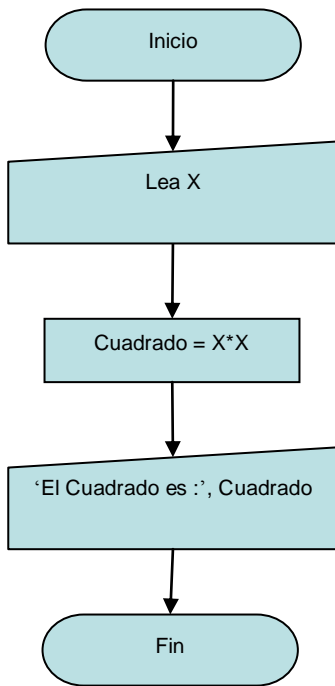 Inicio
Lea X
Cuadrado = X*X
‘El Cuadrado es :’, Cuadrado
Fin